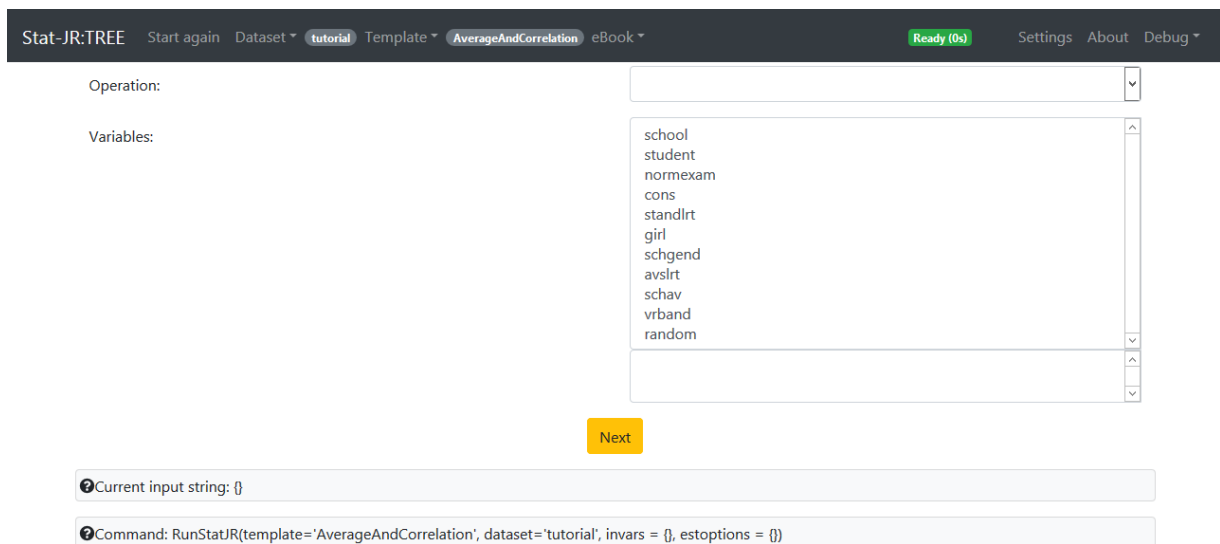 Stat-JR:TREE Start again Dataset tutorial Template AverageAndCorrelation eBook Ready (0s) Settings About Debug
Operation:
Variables:
school
student
normexam
cons
standlrt
girl
schgend
avslrt
schav
vrband
random
Next
?Current input string: {}
?Command: RunStatJR(template='AverageAndCorrelation', dataset='tutorial', invars = {}, estoptions = {})